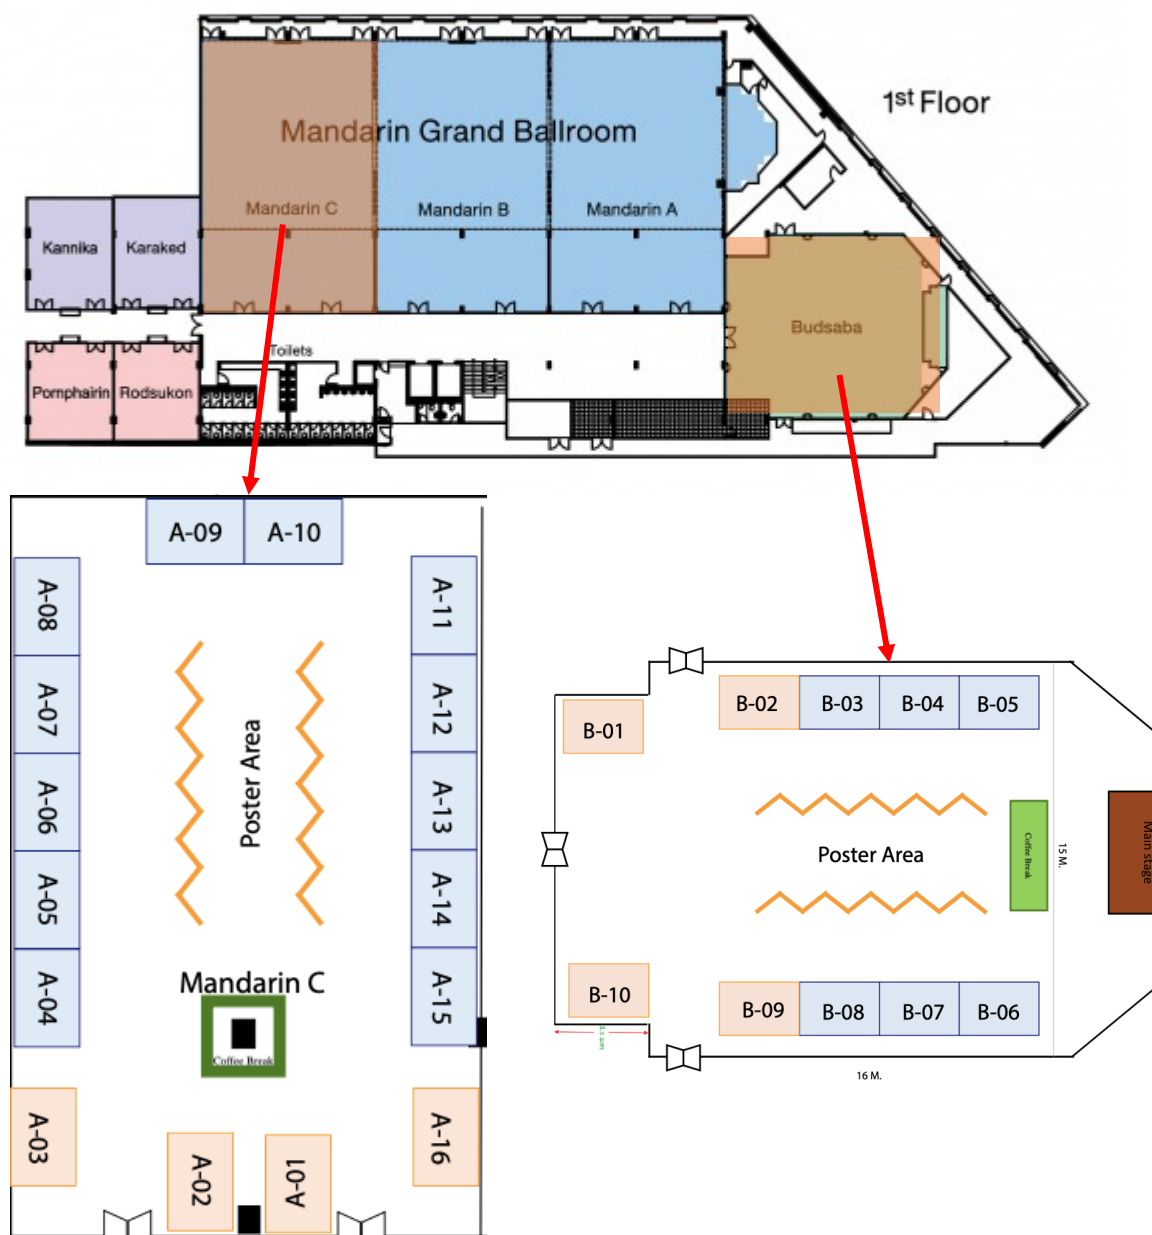 1st Floor
Mandarin Grand Ballroom
Mandarin C
Mandarin B
Mandarin A
Kannika
Karaked
Budsaba
Toilets
Pornphairin
Rodsukon
A-09
A-10
A-08
A-11
A-07
A-12
A-06
A-13
A-05
A-14
A-04
A-15
Poster Area
Mandarin C
Coffee Break
A-03
A-02
A-01
A-16
B-01
B-02
B-03
B-04
B-05
Poster Area
Coffee Break
15 M.
Main stage
B-10
B-09
B-08
B-07
B-06
16 M.